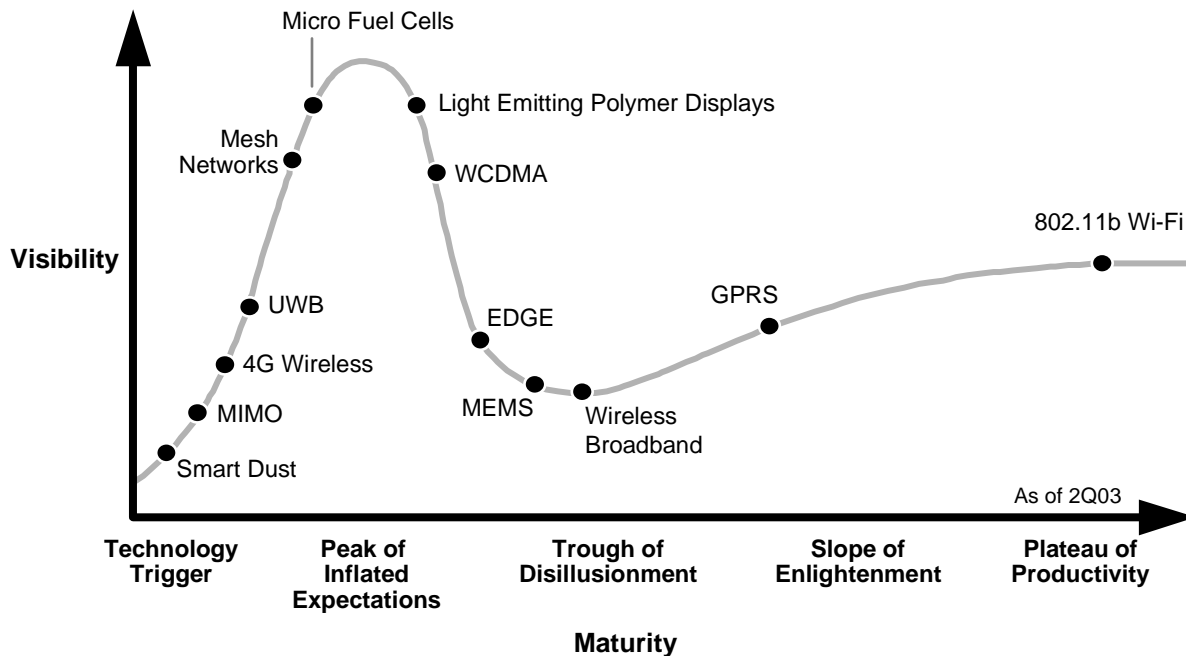 Micro Fuel Cells
Light Emitting Polymer Displays
Mesh
Networks
WCDMA
802.11b Wi-Fi
Visibility
UWB
GPRS
EDGE
4G Wireless
MIMO
MEMS
Wireless
Broadband
Smart Dust
As of 2Q03
Technology
Trigger
Peak of
Inflated
Expectations
Trough of
Disillusionment
Slope of
Enlightenment
Plateau of
Productivity
Maturity